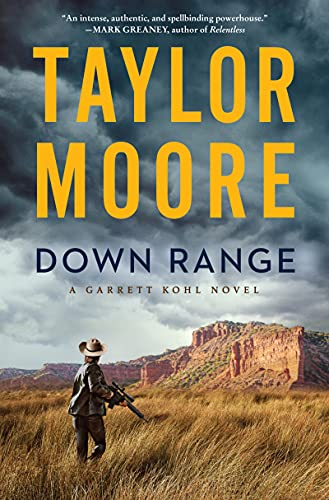 “An intense, authentic, and spellbinding powerhouse.”
—MARK GREANEY, author of Relentless
TAYLOR
MOORE
DOWN RANGE
A GARRETT KOHL NOVEL